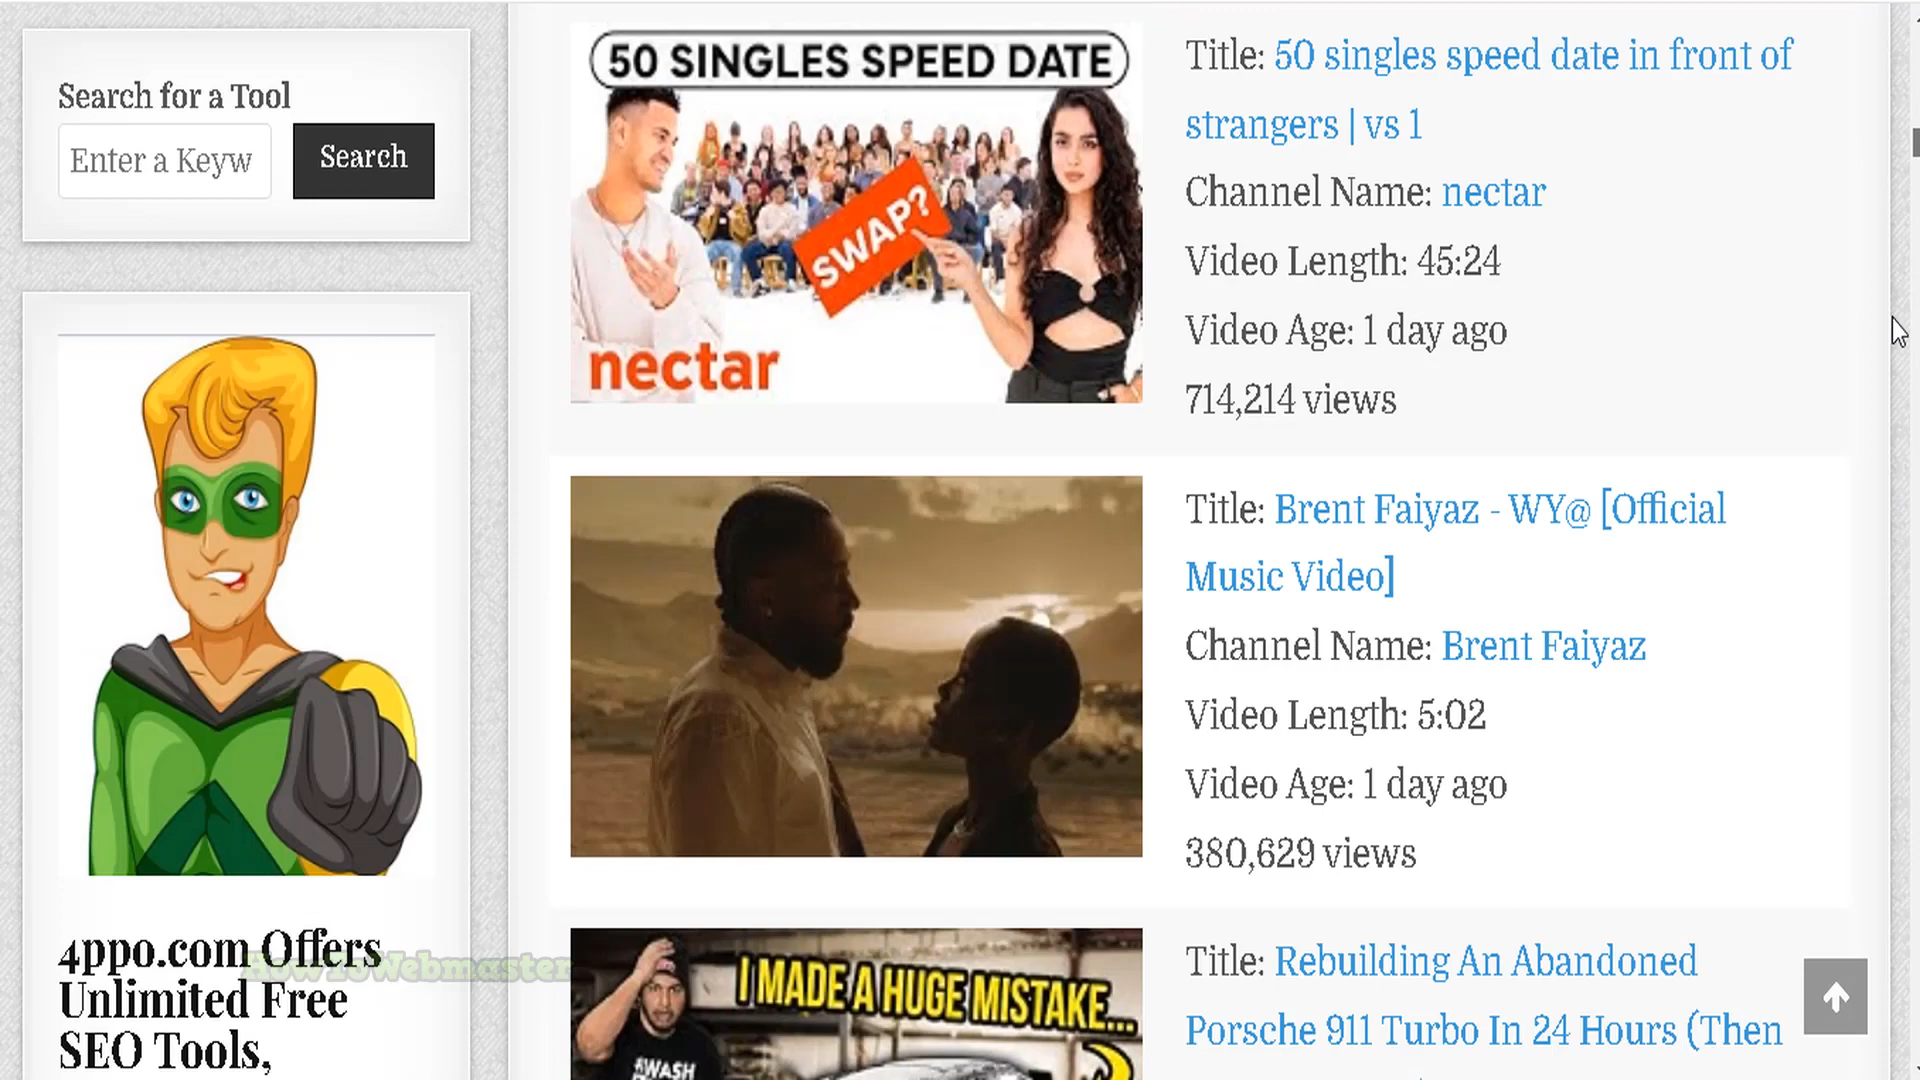 Search for a Tool
Enter a Keyw
Search
4ppo.com Offers
Unlimited Free
SEO Tools,
HowToWebmaster
50 SINGLES SPEED DATE
SWAP?
nectar
Title: 50 singles speed date in front of
strangers | vs 1
Channel Name: nectar
Video Length: 45:24
Video Age: 1 day ago
714,214 views
Title: Brent Faiyaz - WY@ [Official
Music Video]
Channel Name: Brent Faiyaz
Video Length: 5:02
Video Age: 1 day ago
380,629 views
I MADE A HUGE MISTAKE...
#WASH
Title: Rebuilding An Abandoned
Porsche 911 Turbo In 24 Hours (Then